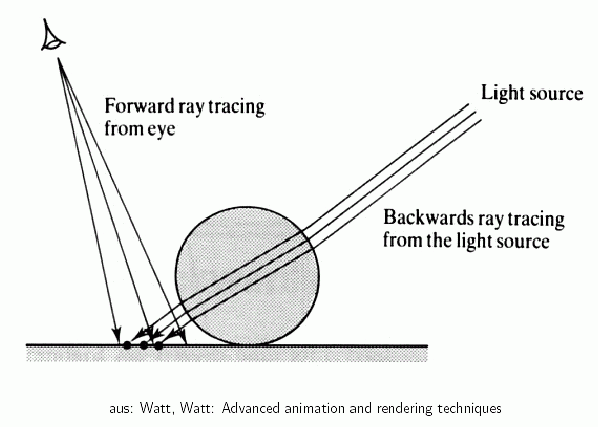 Forward ray tracing
from eye
Light source
Backwards ray tracing
from the light source
aus: Watt, Watt: Advanced animation and rendering techniques